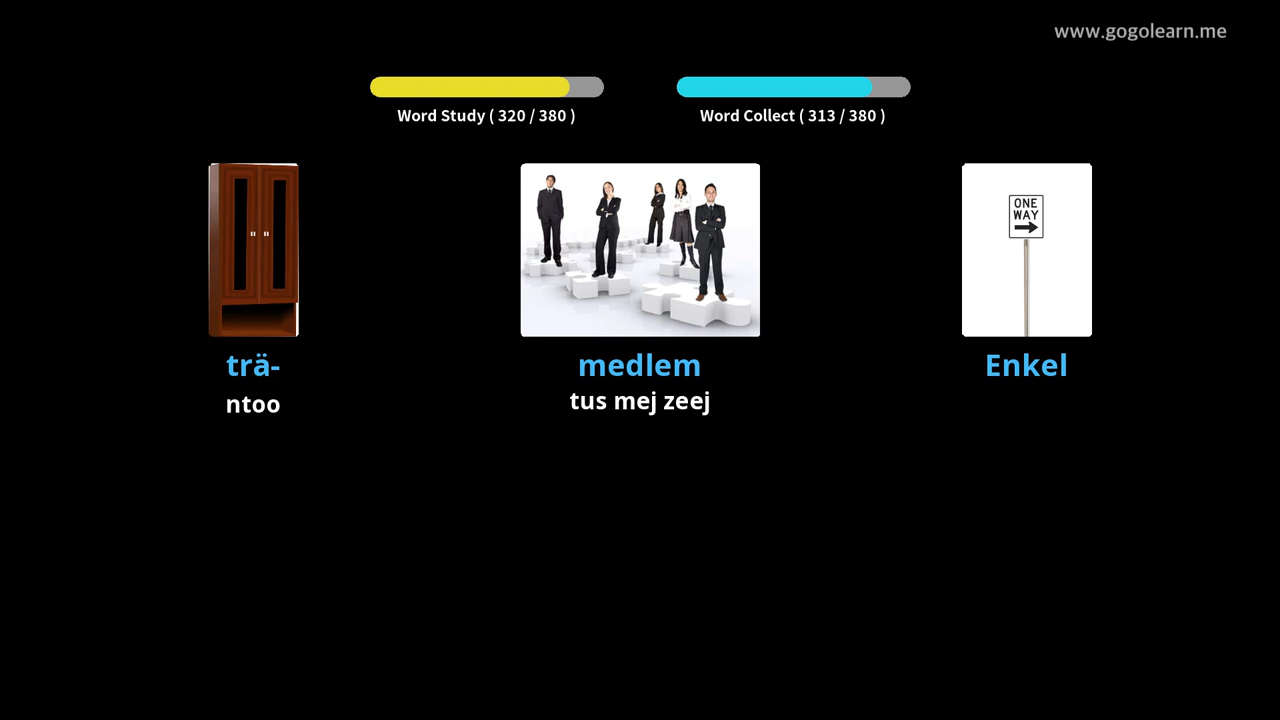 www.gogolearn.me
Word Study ( 320 / 380 )
Word Collect ( 313 / 380 )
ONE
WAY
trä-
ntoo
medlem
tus mej zeej
Enkel